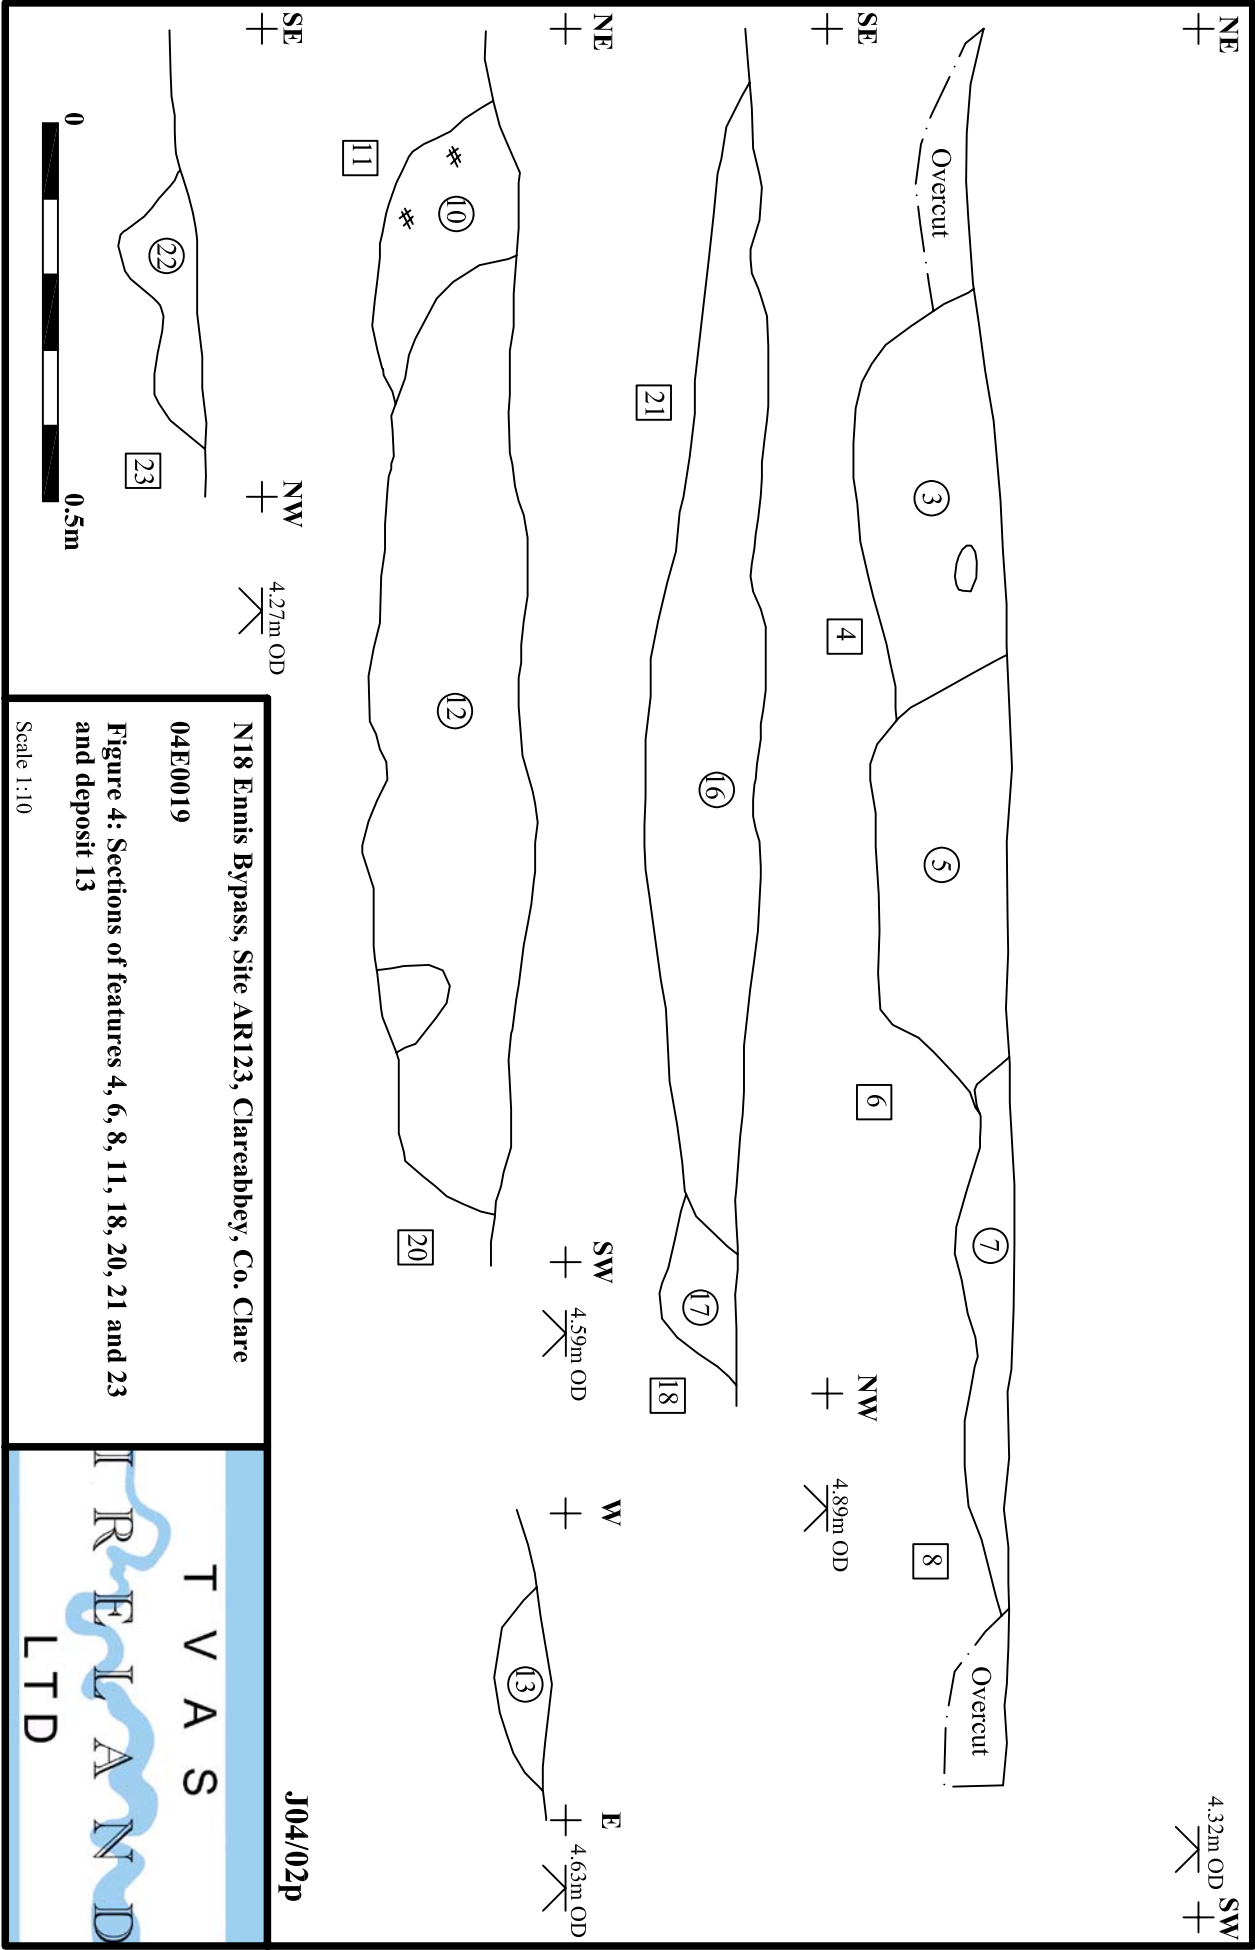 NE
4.32m OD
SW
Overcut
3
4
5
6
7
8
Overcut
SE
NW
4.89m OD
21
16
17
18
NE
SW
4.59m OD
11
10
12
20
W
E
4.63m OD
13
SE
NW
4.27m OD
22
23
0
0.5m
J04/02p
N18 Ennis Bypass, Site AR123, Clareabbey, Co. Clare
04E0019
Figure 4: Sections of features 4, 6, 8, 11, 18, 20, 21 and 23
and deposit 13
Scale 1:10
TVAS
IRELAND
LTD